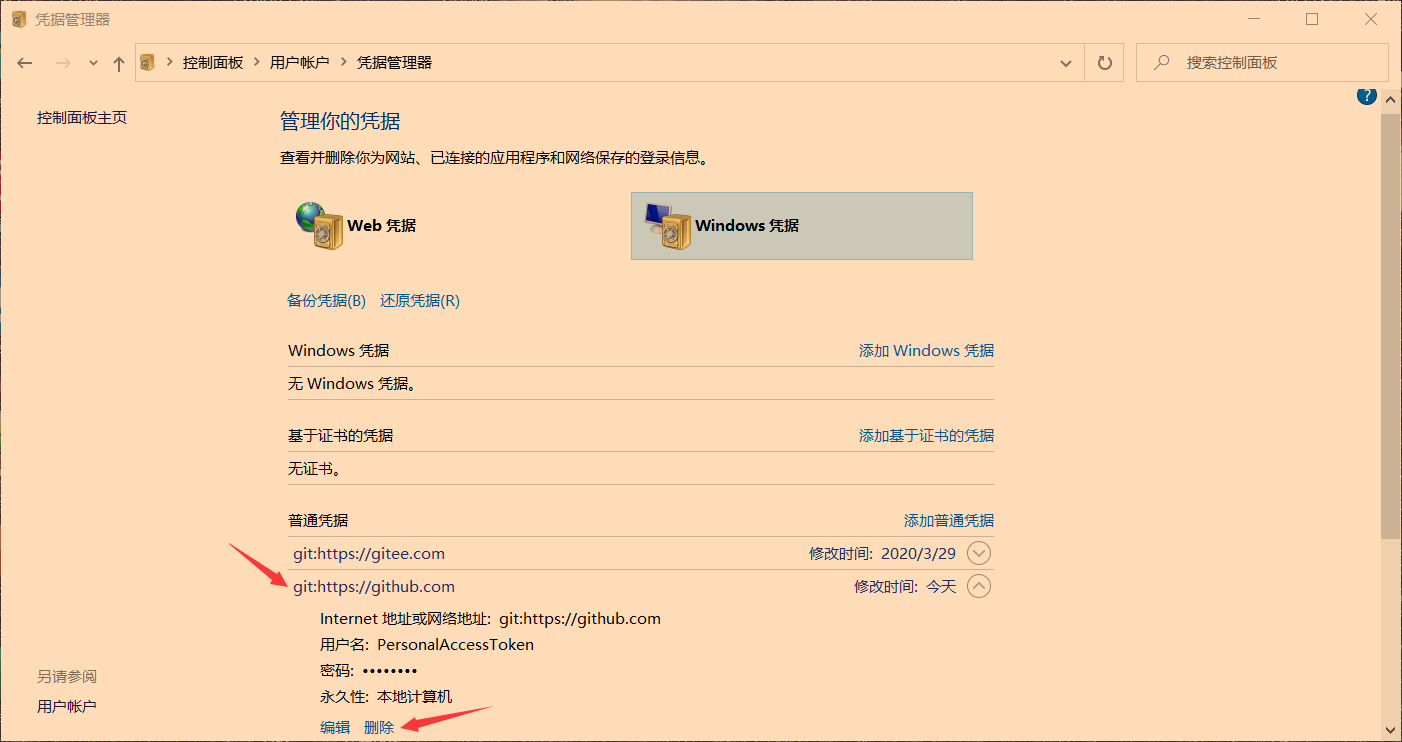 凭据管理器
控制面板 用户帐户 凭据管理器 搜索控制面板
控制面板主页
管理你的凭据
查看并删除你为网站、已连接的应用程序和网络保存的登录信息。
Web 凭据 Windows 凭据
备份凭据(B) 还原凭据(R)
Windows 凭据 添加 Windows 凭据
无 Windows 凭据。
基于证书的凭据 添加基于证书的凭据
无证书。
普通凭据 添加普通凭据
git:https://gitee.com 修改时间: 2020/3/29
git:https://github.com 修改时间: 今天
Internet 地址或网络地址: git:https://github.com
用户名: PersonalAccessToken
密码: ••••••••
永久性: 本地计算机
编辑 删除
另请参阅
用户帐户